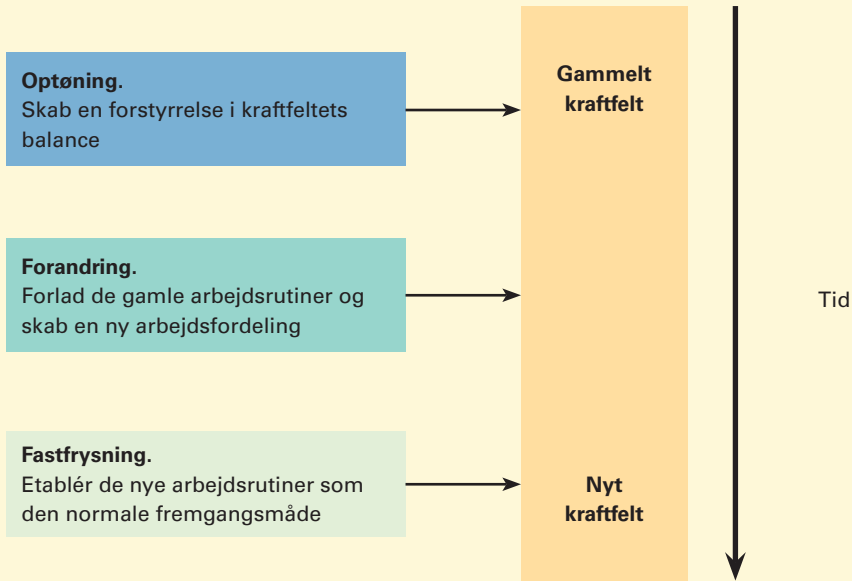 Optøning.
Skab en forstyrrelse i kraftfeltets
balance
Gammelt
kraftfelt
Forandring.
Forlad de gamle arbejdsrutiner og
skab en ny arbejdsfordeling
Tid
Fastfrysning.
Etablér de nye arbejdsrutiner som
den normale fremgangsmåde
Nyt
kraftfelt